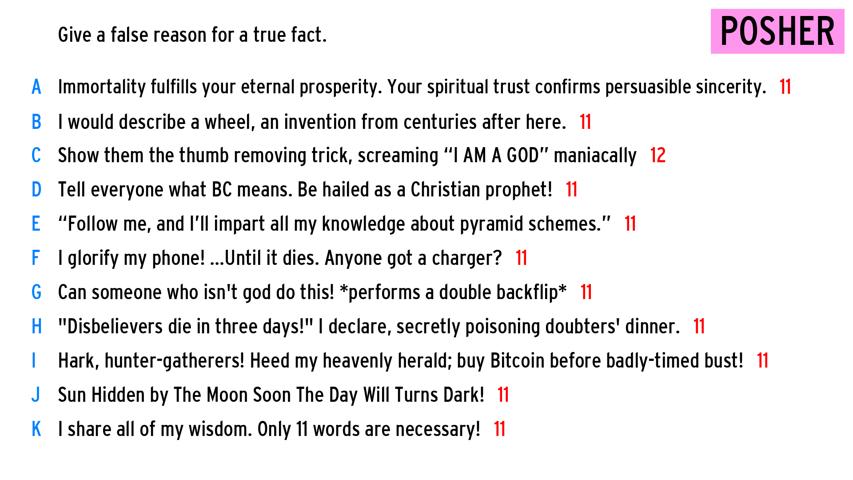 Give a false reason for a true fact.
POSHER
A Immortality fulfills your eternal prosperity. Your spiritual trust confirms persuasible sincerity. 11
B I would describe a wheel, an invention from centuries after here. 11
C Show them the thumb removing trick, screaming “I AM A GOD” maniacally 12
D Tell everyone what BC means. Be hailed as a Christian prophet! 11
E “Follow me, and I’ll impart all my knowledge about pyramid schemes.” 11
F I glorify my phone! ...Until it dies. Anyone got a charger? 11
G Can someone who isn't god do this! *performs a double backflip* 11
H "Disbelievers die in three days!" I declare, secretly poisoning doubters' dinner. 11
I Hark, hunter-gatherers! Heed my heavenly herald; buy Bitcoin before badly-timed bust! 11
J Sun Hidden by The Moon Soon The Day Will Turns Dark! 11
K I share all of my wisdom. Only 11 words are necessary! 11